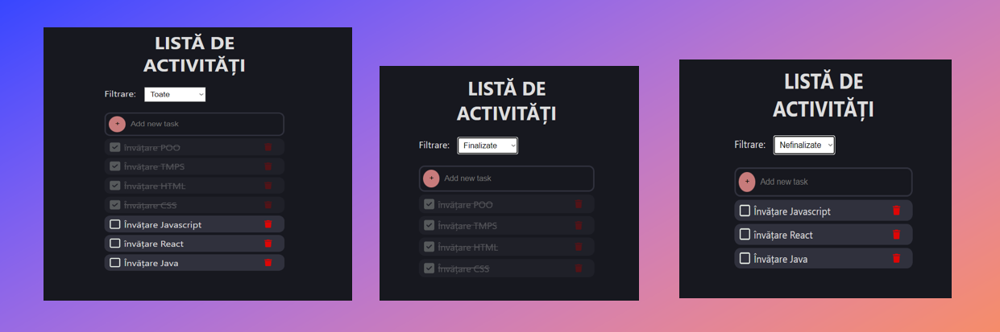 LISTĂ DE
ACTIVITĂȚI
Filtrare: Toate
+ Add new task
Învățare POO
Învățare TMPS
Învățare HTML
Învățare CSS
Învățare Javascript
învățare React
Învățare Java
LISTĂ DE
ACTIVITĂȚI
Filtrare: Finalizate
+ Add new task
Învățare POO
Învățare TMPS
Învățare HTML
Învățare CSS
LISTĂ DE
ACTIVITĂȚI
Filtrare: Nefinalizate
+ Add new task
Învățare Javascript
învățare React
Învățare Java